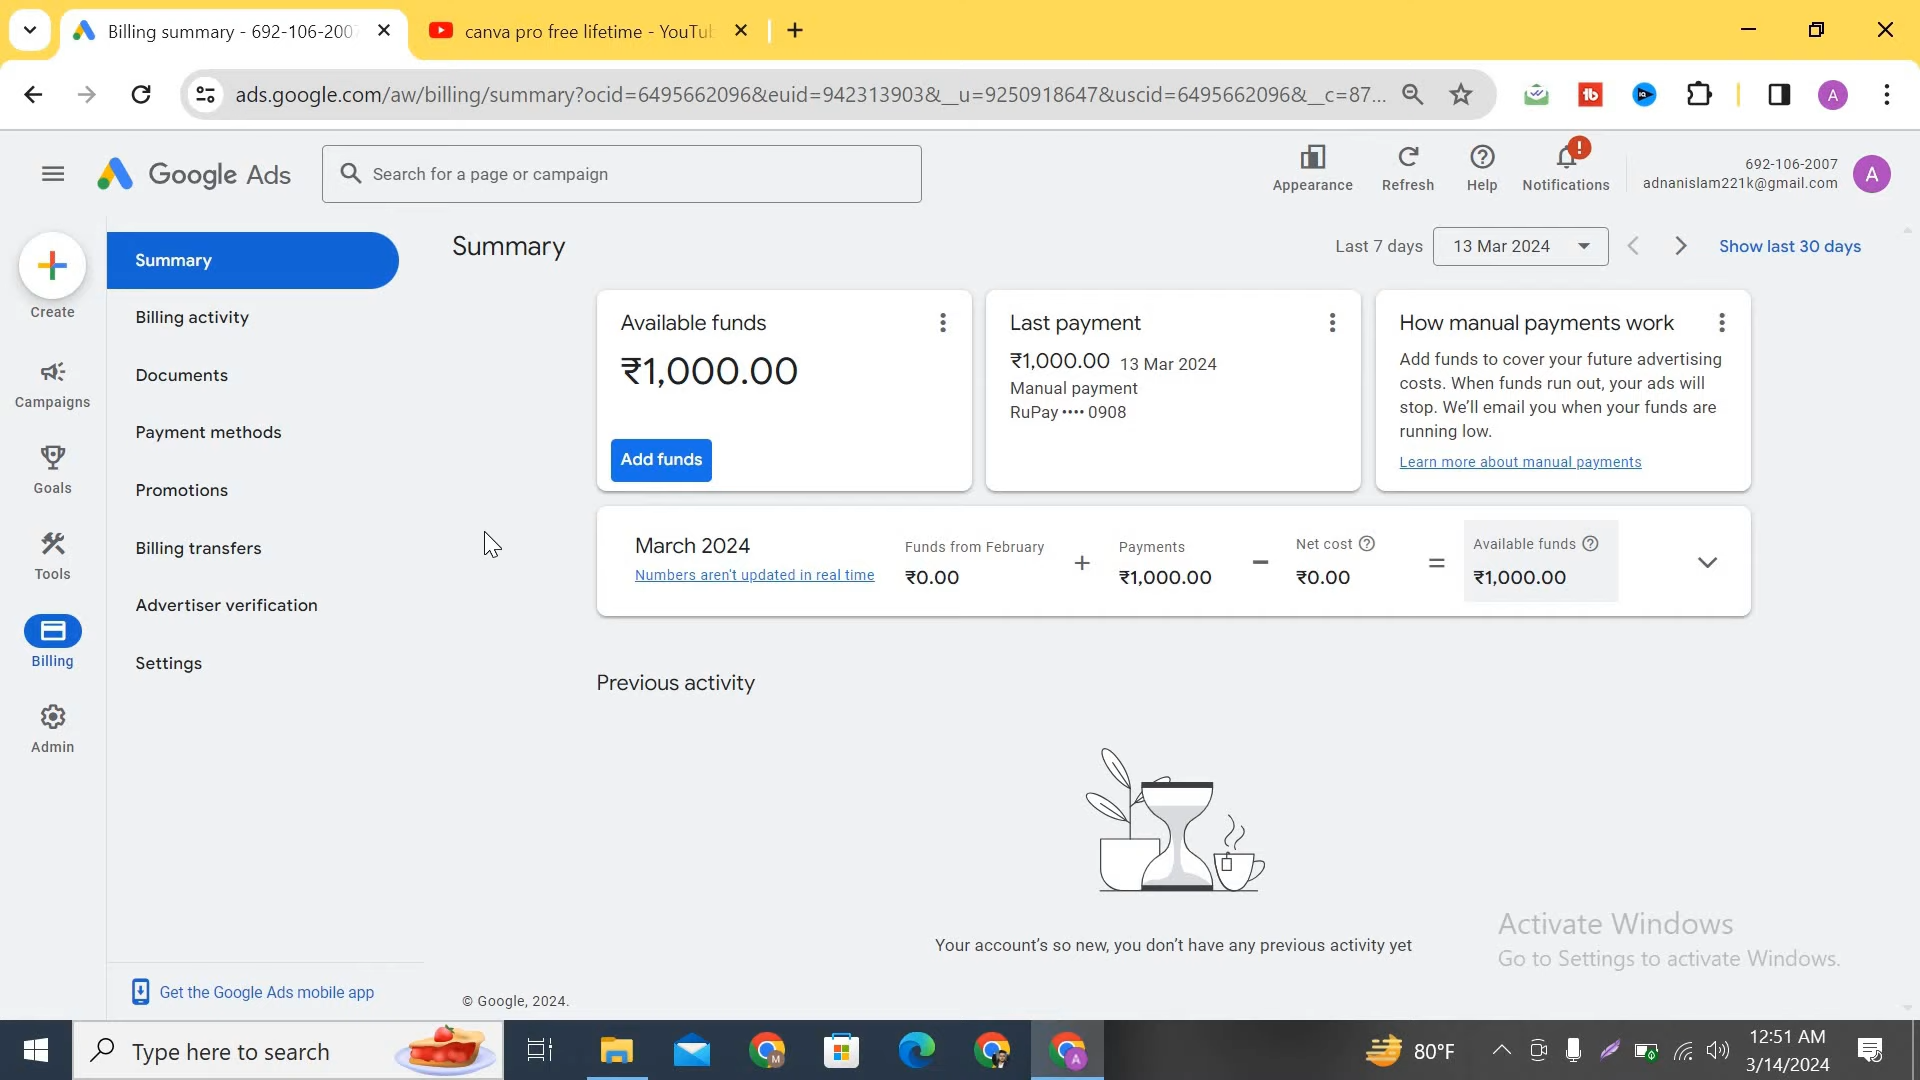 Billing summary - 692-106-2007
canva pro free lifetime - YouTu
ads.google.com/aw/billing/summary?ocid=6495662096&euid=942313903&__u=9250918647&uscid=6495662096&__c=87...
A
Google Ads
Search for a page or campaign
Appearance
Refresh
Help
!
Notifications
692-106-2007
adnanislam221k@gmail.com
A
Create
Campaigns
Goals
Tools
Billing
Admin
Summary
Billing activity
Documents
Payment methods
Promotions
Billing transfers
Advertiser verification
Settings
Get the Google Ads mobile app
Summary
Last 7 days
13 Mar 2024
Show last 30 days
Available funds
₹1,000.00
Add funds
Last payment
₹1,000.00 13 Mar 2024
Manual payment
RuPay •••• 0908
How manual payments work
Add funds to cover your future advertising
costs. When funds run out, your ads will
stop. We’ll email you when your funds are
running low.
Learn more about manual payments
March 2024
Numbers aren't updated in real time
Funds from February
₹0.00
+
Payments
₹1,000.00
−
Net cost
₹0.00
=
Available funds
₹1,000.00
Previous activity
Your account’s so new, you don’t have any previous activity yet
© Google, 2024.
Activate Windows
Go to Settings to activate Windows.
Type here to search
M
A
80°F
12:51 AM
3/14/2024